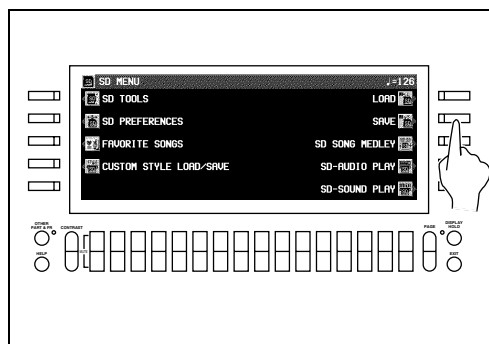 SD MENU ♩=126
SD TOOLS LOAD
SD PREFERENCES SAVE
FAVORITE SONGS SD SONG MEDLEY
CUSTOM STYLE LOAD/SAVE SD-AUDIO PLAY
SD-SOUND PLAY
OTHER PART & FR
CONTRAST
PAGE
DISPLAY HOLD
HELP
EXIT